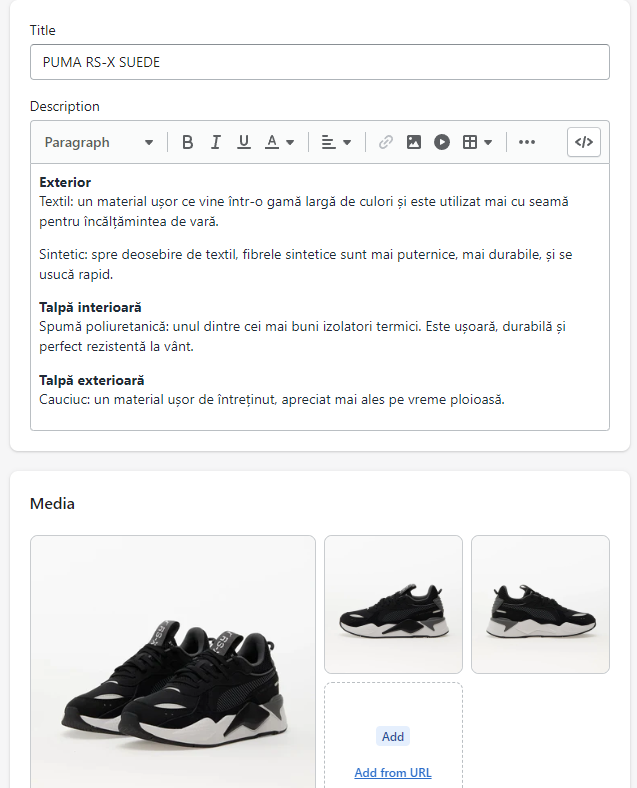 Title
PUMA RS-X SUEDE
Description
Paragraph
B I U A
Exterior
Textil: un material ușor ce vine într-o gamă largă de culori și este utilizat mai cu seamă
pentru încălțămintea de vară.
Sintetic: spre deosebire de textil, fibrele sintetice sunt mai puternice, mai durabile, și se
usucă rapid.
Talpă interioară
Spumă poliuretanică: unul dintre cei mai buni izolatori termici. Este ușoară, durabilă și
perfect rezistentă la vânt.
Talpă exterioară
Cauciuc: un material ușor de întreținut, apreciat mai ales pe vreme ploioasă.
Media
RS-X
Add
Add from URL